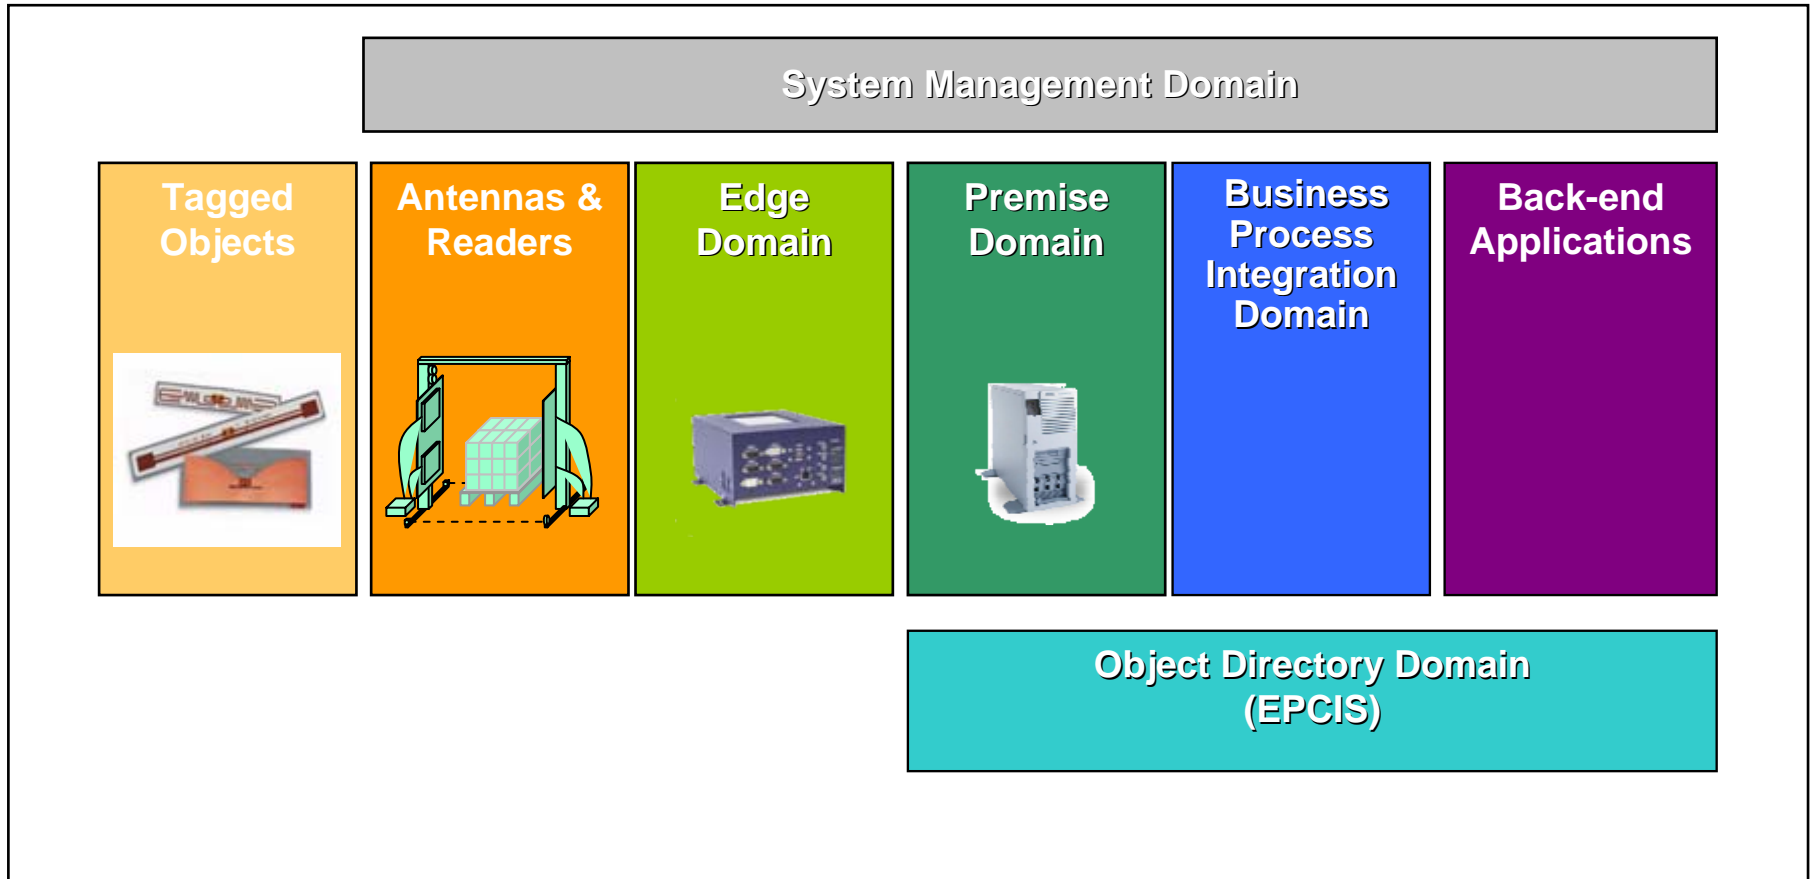 System Management Domain
Tagged
Objects
Antennas &
Readers
Edge
Domain
Premise
Domain
Business
Process
Integration
Domain
Back-end
Applications
Object Directory Domain
(EPCIS)